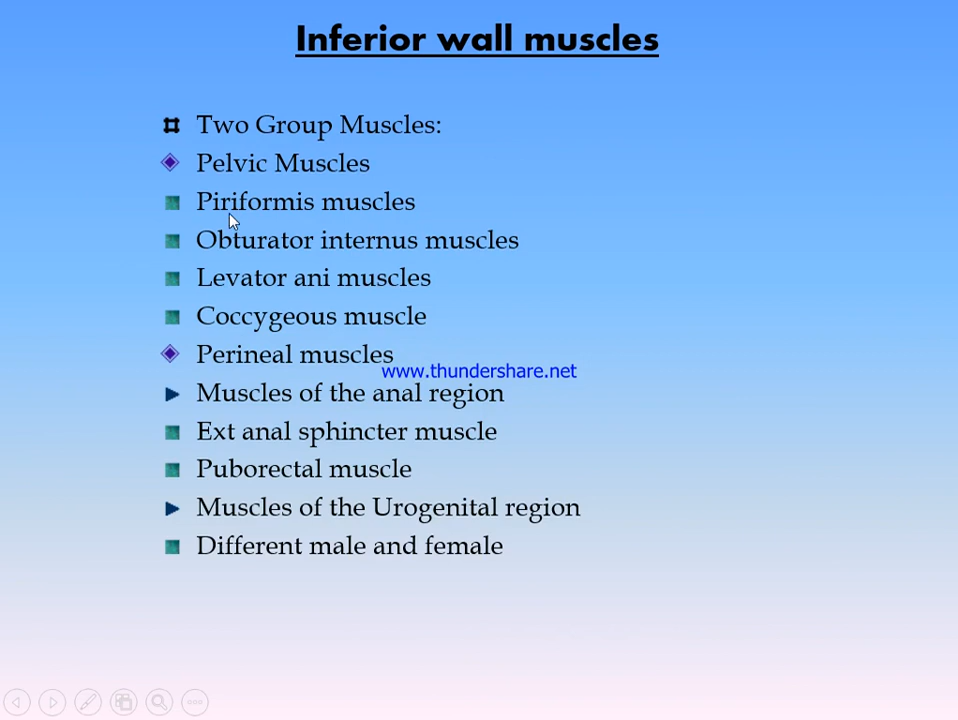 Inferior wall muscles
Two Group Muscles:
Pelvic Muscles
Piriformis muscles
Obturator internus muscles
Levator ani muscles
Coccygeous muscle
Perineal muscles
www.thundershare.net
Muscles of the anal region
Ext anal sphincter muscle
Puborectal muscle
Muscles of the Urogenital region
Different male and female